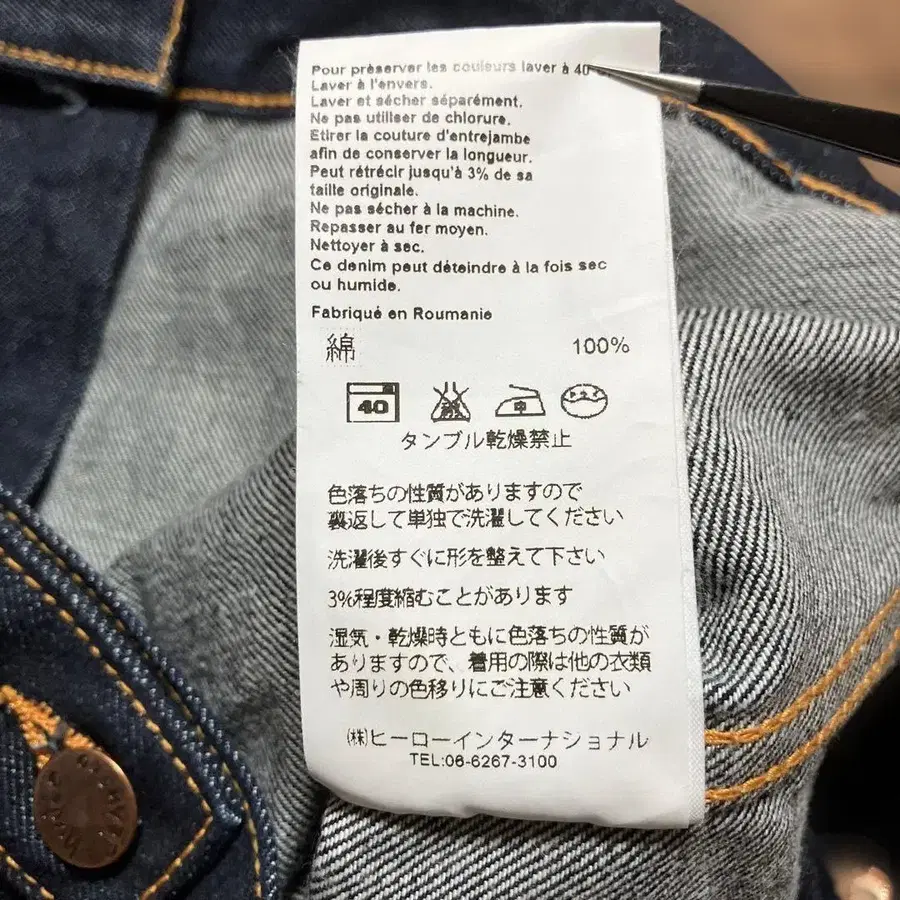 Pour préserver les couleurs laver à 40
Laver à l'envers.
Laver et sécher séparément.
Ne pas utiliser de chlorure.
Etirer la couture d'entrejambe
afin de conserver la longueur.
Peut rétrécir jusqu'à 3% de sa
taille originale.
Ne pas sécher à la machine.
Repasser au fer moyen.
Nettoyer à sec.
Ce denim peut déteindre à la fois sec
ou humide.
Fabriqué en Roumanie
綿 100%
40 中 ドライ
タンブル乾燥禁止
色落ちの性質がありますので
裏返して単独で洗濯してください
洗濯後すぐに形を整えて下さい
3%程度縮むことがあります
湿気・乾燥時ともに色落ちの性質が
ありますので、着用の際は他の衣類
や周りの色移りにご注意ください
㈱ヒーローインターナショナル
TEL:06-6267-3100